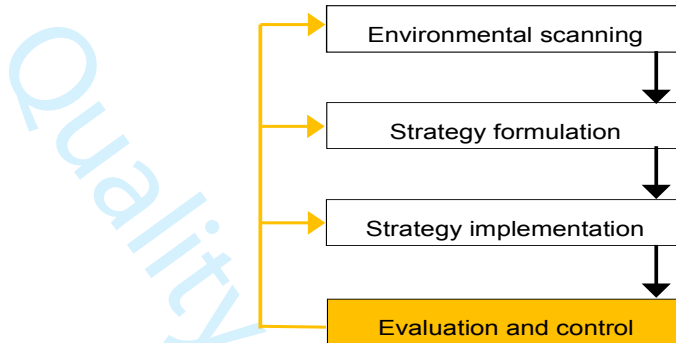 Environmental scanning
Strategy formulation
Strategy implementation
Evaluation and control
Quality